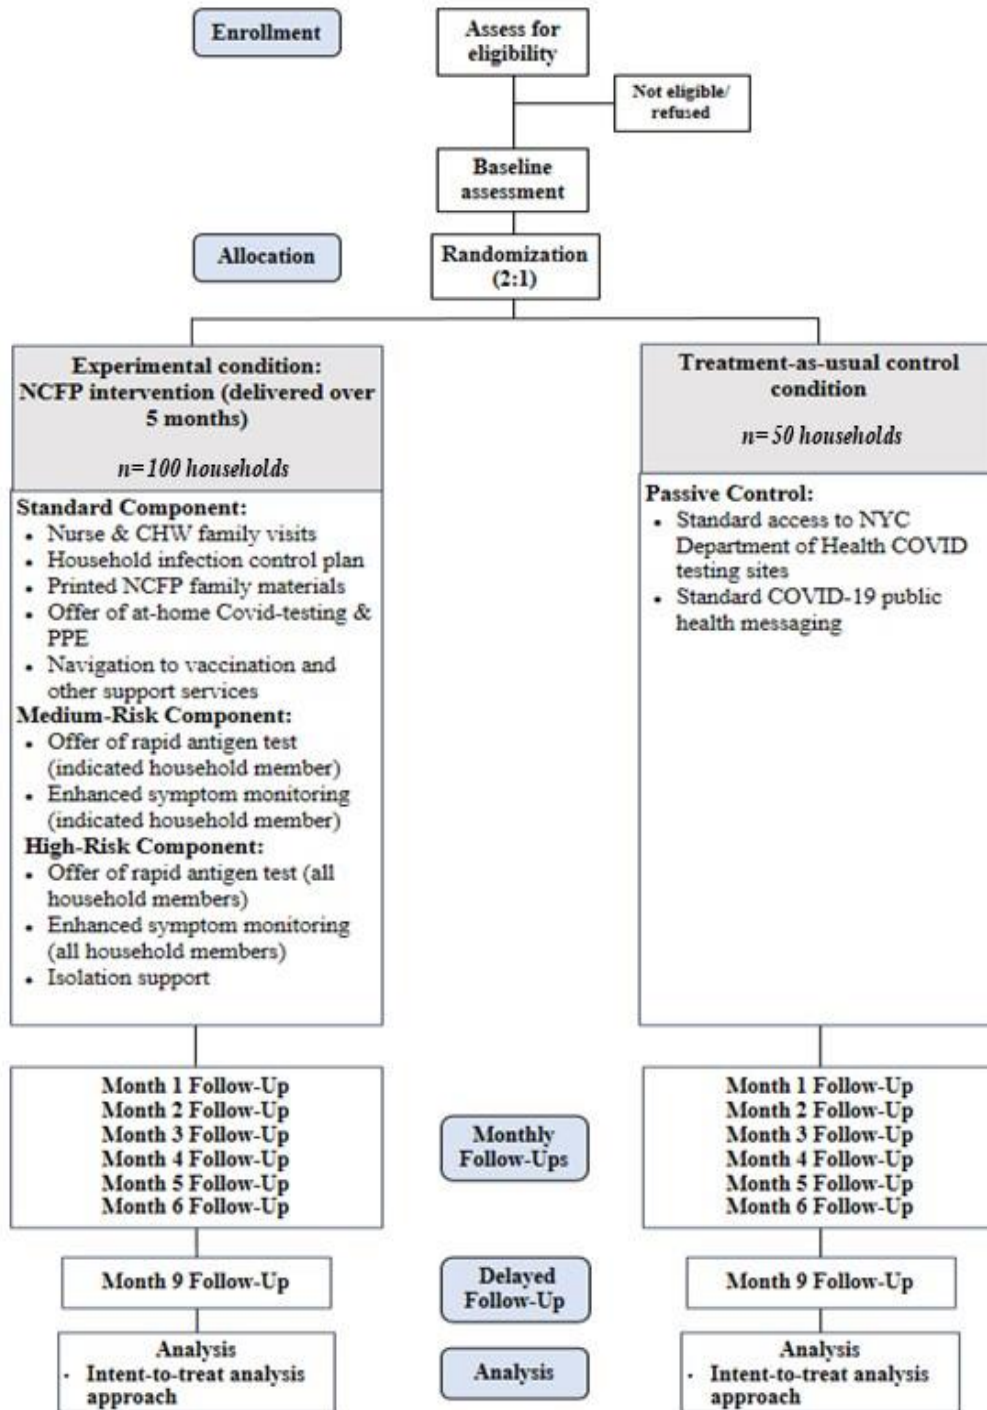 Enrollment
Assess for
eligibility
Not eligible/
refused
Baseline
assessment
Allocation
Randomization
(2:1)
Experimental condition:
NCFP intervention (delivered over
5 months)
n=100 households
Standard Component:
• Nurse & CHW family visits
• Household infection control plan
• Printed NCFP family materials
• Offer of at-home Covid-testing &
PPE
• Navigation to vaccination and
other support services
Medium-Risk Component:
• Offer of rapid antigen test
(indicated household member)
• Enhanced symptom monitoring
(indicated household member)
High-Risk Component:
• Offer of rapid antigen test (all
household members)
• Enhanced symptom monitoring
(all household members)
• Isolation support
Treatment-as-usual control
condition
n=50 households
Passive Control:
• Standard access to NYC
Department of Health COVID
testing sites
• Standard COVID-19 public
health messaging
Month 1 Follow-Up
Month 2 Follow-Up
Month 3 Follow-Up
Month 4 Follow-Up
Month 5 Follow-Up
Month 6 Follow-Up
Monthly
Follow-Ups
Month 1 Follow-Up
Month 2 Follow-Up
Month 3 Follow-Up
Month 4 Follow-Up
Month 5 Follow-Up
Month 6 Follow-Up
Month 9 Follow-Up
Delayed
Follow-Up
Month 9 Follow-Up
Analysis
· Intent-to-treat analysis
approach
Analysis
Analysis
· Intent-to-treat analysis
approach